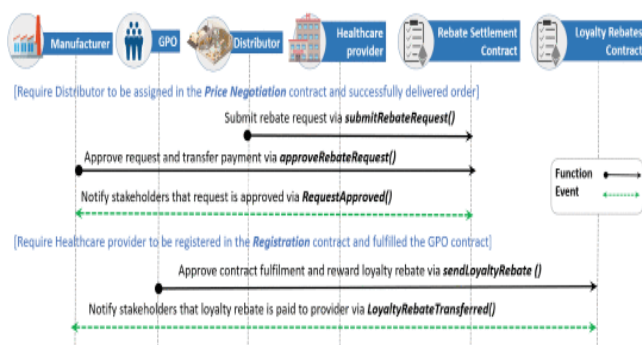 Manufacturer
GPO
Distributor
Healthcare
provider
Rebate Settlement
Contract
Loyalty Rebates
Contract
[Require Distributor to be assigned in the Price Negotiation contract and successfully delivered order]
Submit rebate request via submitRebateRequest()
Approve request and transfer payment via approveRebateRequest()
Function
Event
Notify stakeholders that request is approved via RequestApproved()
[Require Healthcare provider to be registered in the Registration contract and fulfilled the GPO contract]
Approve contract fulfilment and reward loyalty rebate via sendLoyaltyRebate ()
Notify stakeholders that loyalty rebate is paid to provider via LoyaltyRebateTransferred()